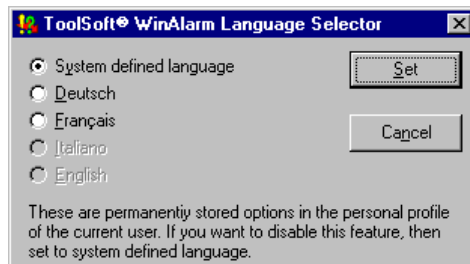 ToolSoft® WinAlarm Language Selector
System defined language
Set
Deutsch
Français
Cancel
Italiano
English
These are permanently stored options in the personal profile
of the current user. If you want to disable this feature, then
set to system defined language.